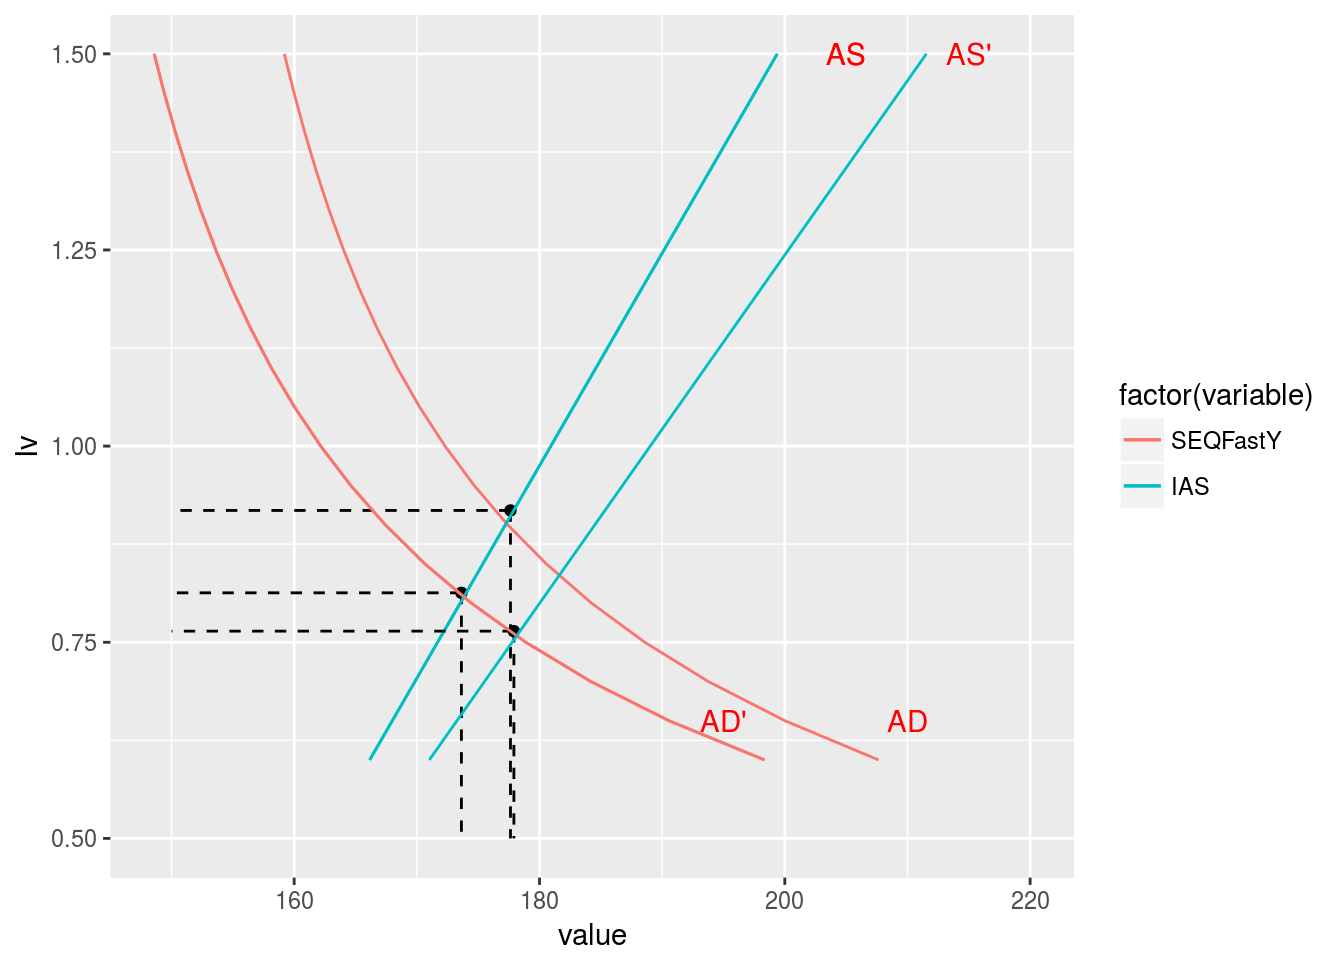 1.50
1.25
1.00
0.75
0.50
lv
160
180
200
220
value
AS
AS'
AD'
AD
factor(variable)
SEQFastY
IAS